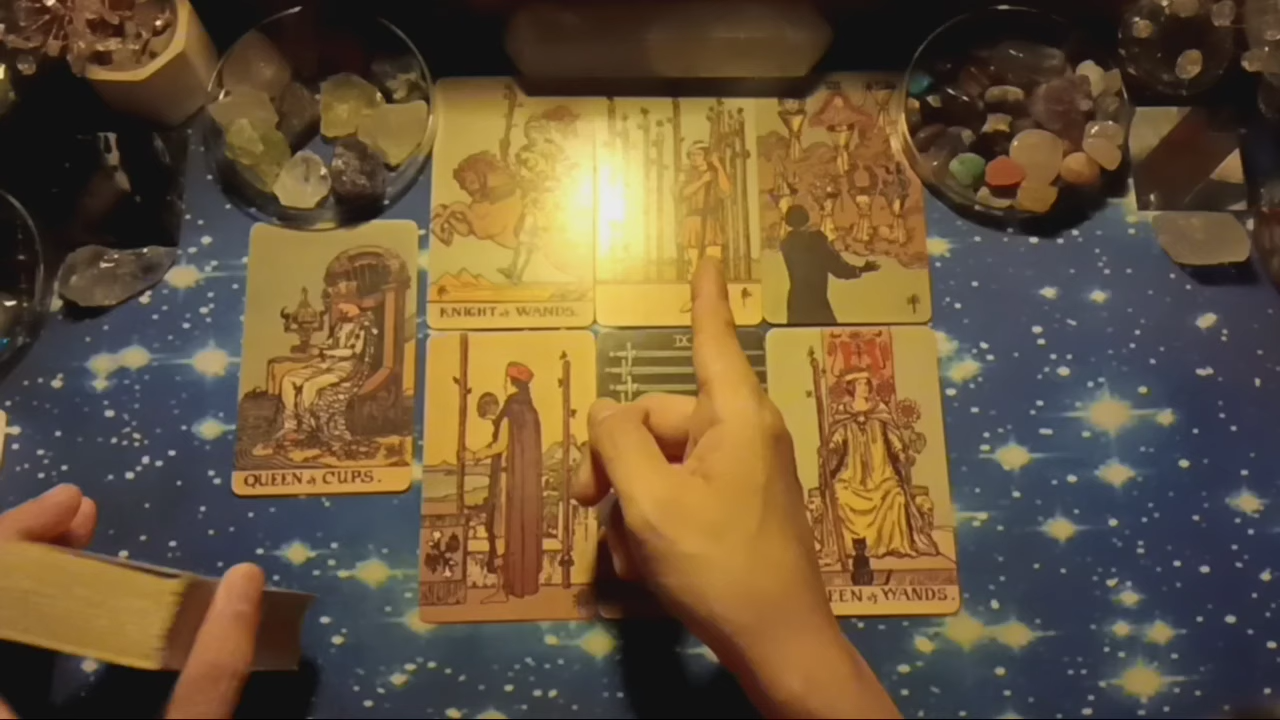 KNIGHT of WANDS.
QUEEN of CUPS.
EEN of WANDS.